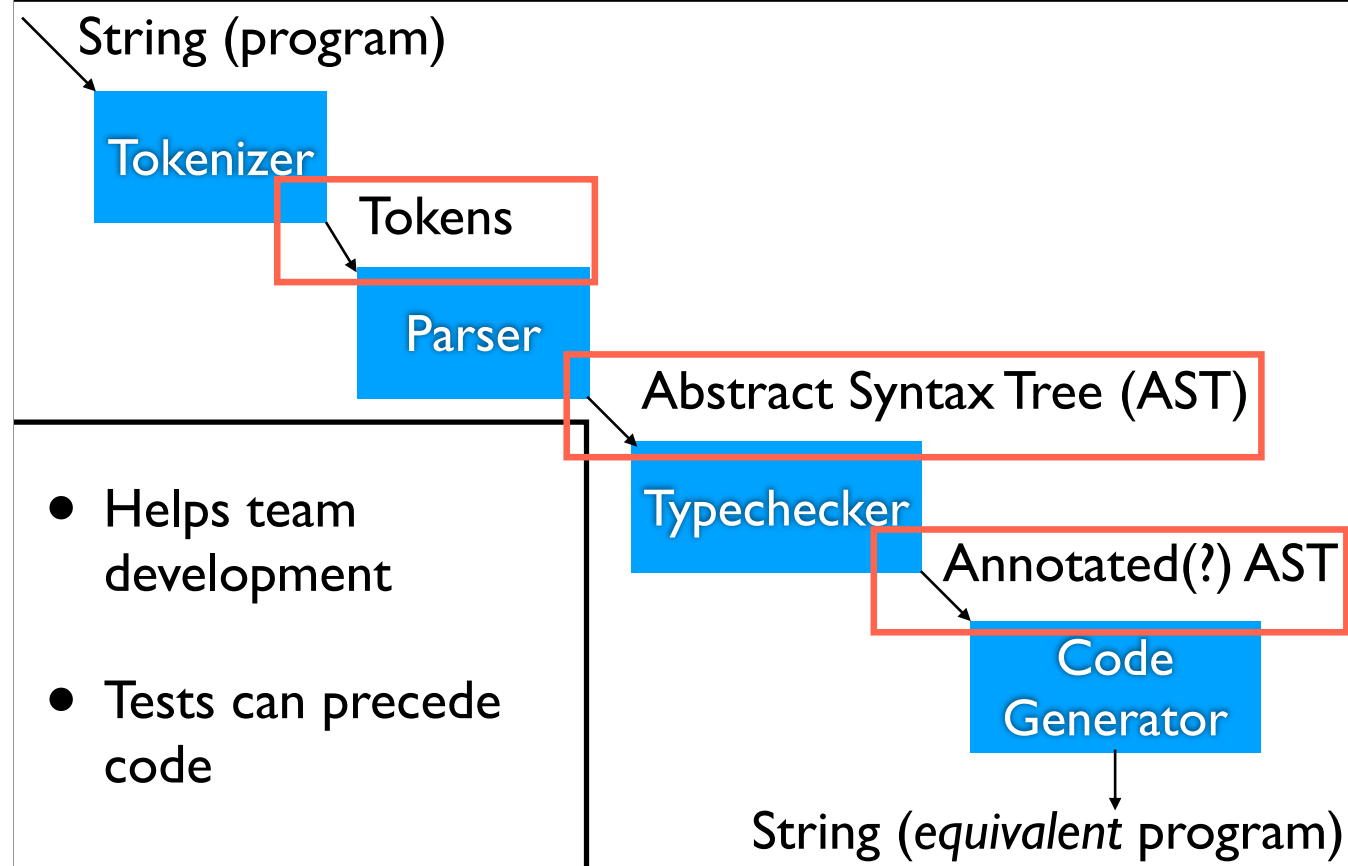 String (program)
Tokenizer
Tokens
Parser
Abstract Syntax Tree (AST)
Typechecker
Annotated(?) AST
Code
Generator
String (equivalent program)
• Helps team
development
• Tests can precede
code